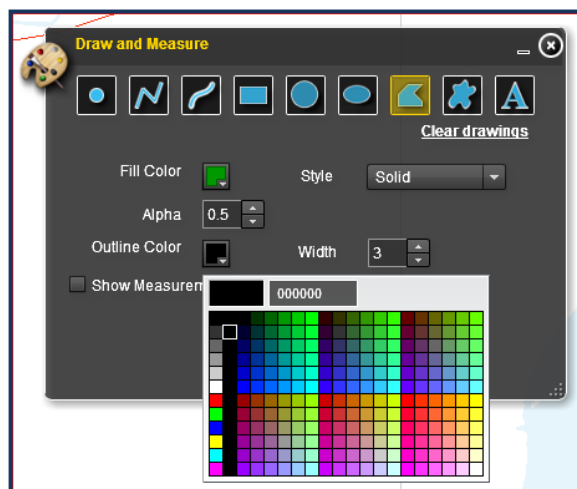 Draw and Measure
A
Clear drawings
Fill Color Style Solid
Alpha 0.5
Outline Color Width 3
Show Measurem
000000